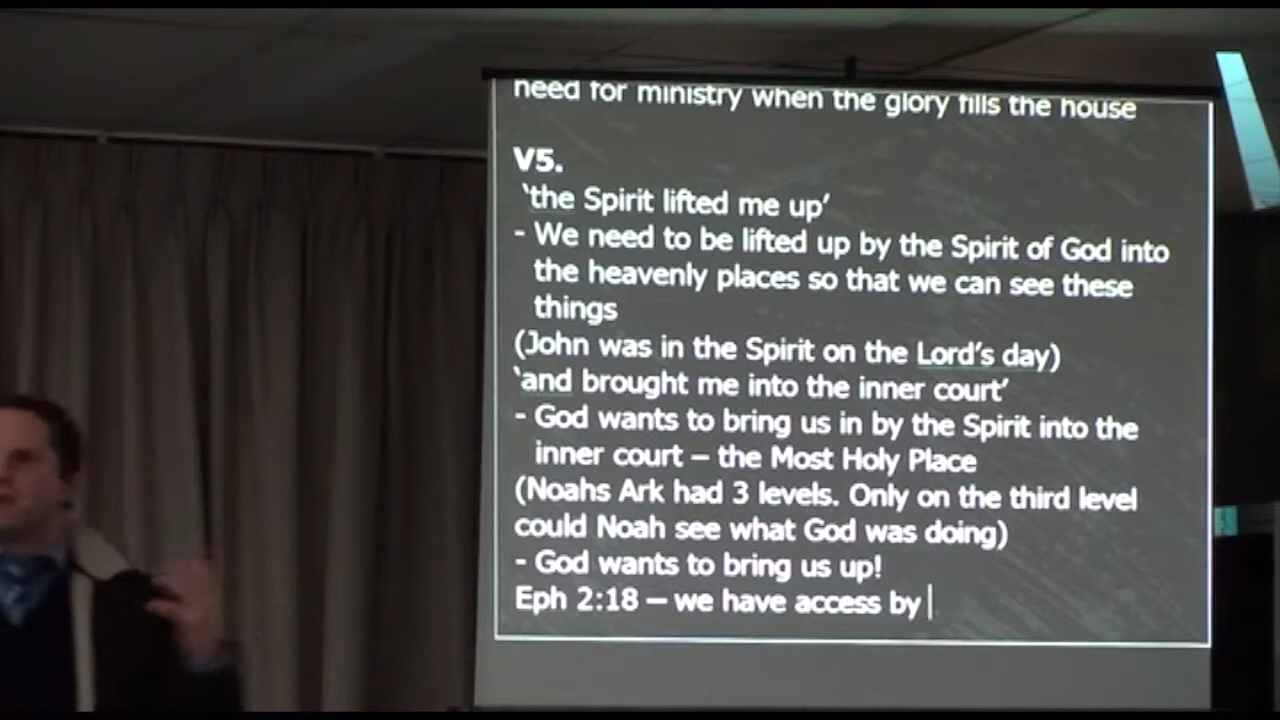 need for ministry when the glory fills the house
V5.
‘the Spirit lifted me up’
- We need to be lifted up by the Spirit of God into
the heavenly places so that we can see these
things
(John was in the Spirit on the Lord’s day)
‘and brought me into the inner court’
- God wants to bring us in by the Spirit into the
inner court – the Most Holy Place
(Noahs Ark had 3 levels. Only on the third level
could Noah see what God was doing)
- God wants to bring us up!
Eph 2:18 – we have access by